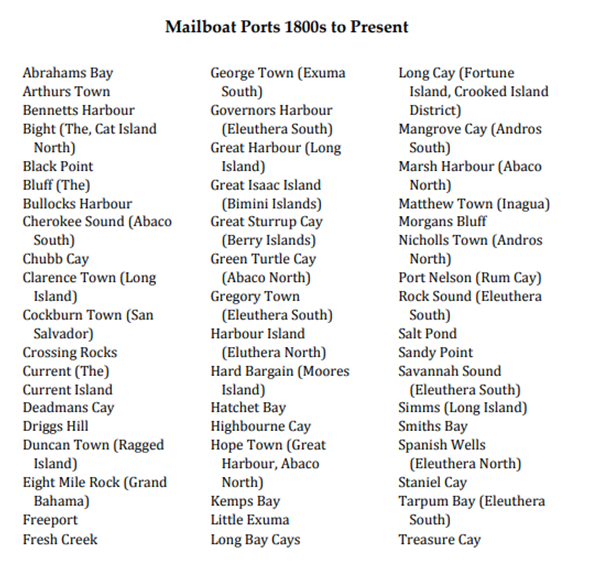 Mailboat Ports 1800s to Present
Abrahams Bay
Arthurs Town
Bennetts Harbour
Bight (The, Cat Island
North)
Black Point
Bluff (The)
Bullocks Harbour
Cherokee Sound (Abaco
South)
Chubb Cay
Clarence Town (Long
Island)
Cockburn Town (San
Salvador)
Crossing Rocks
Current (The)
Current Island
Deadmans Cay
Driggs Hill
Duncan Town (Ragged
Island)
Eight Mile Rock (Grand
Bahama)
Freeport
Fresh Creek
George Town (Exuma
South)
Governors Harbour
(Eleuthera South)
Great Harbour (Long
Island)
Great Isaac Island
(Bimini Islands)
Great Sturrup Cay
(Berry Islands)
Green Turtle Cay
(Abaco North)
Gregory Town
(Eleuthera South)
Harbour Island
(Eluthera North)
Hard Bargain (Moores
Island)
Hatchet Bay
Highbourne Cay
Hope Town (Great
Harbour, Abaco
North)
Kemps Bay
Little Exuma
Long Bay Cays
Long Cay (Fortune
Island, Crooked Island
District)
Mangrove Cay (Andros
South)
Marsh Harbour (Abaco
North)
Matthew Town (Inagua)
Morgans Bluff
Nicholls Town (Andros
North)
Port Nelson (Rum Cay)
Rock Sound (Eleuthera
South)
Salt Pond
Sandy Point
Savannah Sound
(Eleuthera South)
Simms (Long Island)
Smiths Bay
Spanish Wells
(Eleuthera North)
Staniel Cay
Tarpum Bay (Eleuthera
South)
Treasure Cay